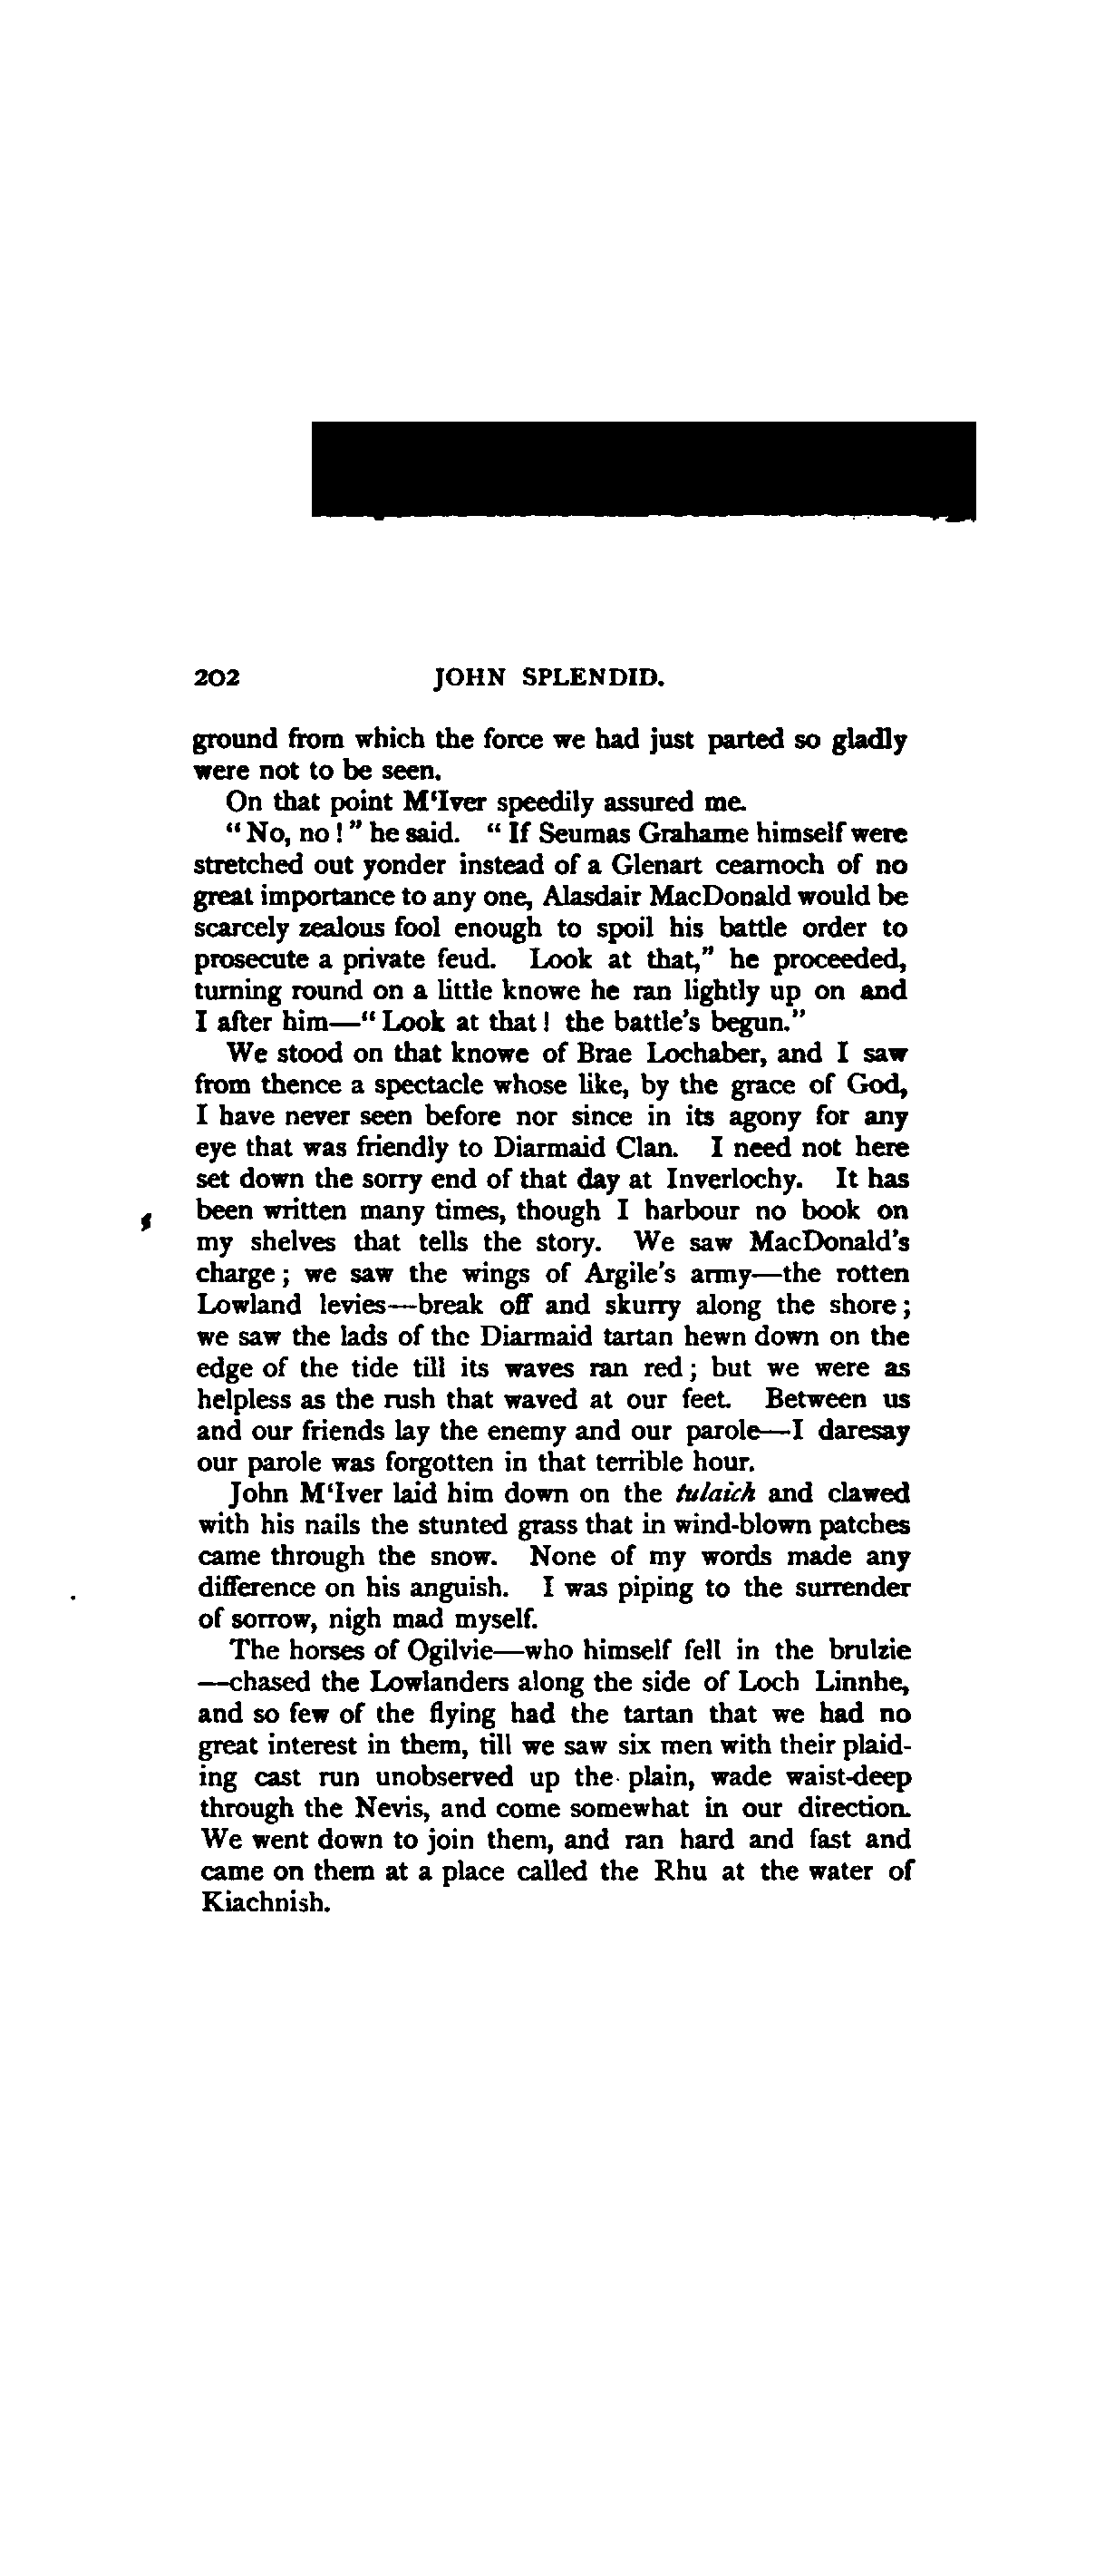 202 JOHN SPLENDID.
ground from which the force we had just parted so gladly
were not to be seen.
On that point M‘Iver speedily assured me.
“ No, no ! ” he said. “ If Seumas Grahame himself were
stretched out yonder instead of a Glenart cearnoch of no
great importance to any one, Alasdair MacDonald would be
scarcely zealous fool enough to spoil his battle order to
prosecute a private feud. Look at that,” he proceeded,
turning round on a little knowe he ran lightly up on and
I after him—“ Look at that ! the battle’s begun.”
We stood on that knowe of Brae Lochaber, and I saw
from thence a spectacle whose like, by the grace of God,
I have never seen before nor since in its agony for any
eye that was friendly to Diarmaid Clan. I need not here
set down the sorry end of that day at Inverlochy. It has
been written many times, though I harbour no book on
my shelves that tells the story. We saw MacDonald’s
charge ; we saw the wings of Argile’s army—the rotten
Lowland levies—break off and skurry along the shore ;
we saw the lads of the Diarmaid tartan hewn down on the
edge of the tide till its waves ran red ; but we were as
helpless as the rush that waved at our feet. Between us
and our friends lay the enemy and our parole—I daresay
our parole was forgotten in that terrible hour.
John M‘Iver laid him down on the tulaich and clawed
with his nails the stunted grass that in wind-blown patches
came through the snow. None of my words made any
difference on his anguish. I was piping to the surrender
of sorrow, nigh mad myself.
The horses of Ogilvie—who himself fell in the brulzie
—chased the Lowlanders along the side of Loch Linnhe,
and so few of the flying had the tartan that we had no
great interest in them, till we saw six men with their plaid-
ing cast run unobserved up the plain, wade waist-deep
through the Nevis, and come somewhat in our direction.
We went down to join them, and ran hard and fast and
came on them at a place called the Rhu at the water of
Kiachnish.